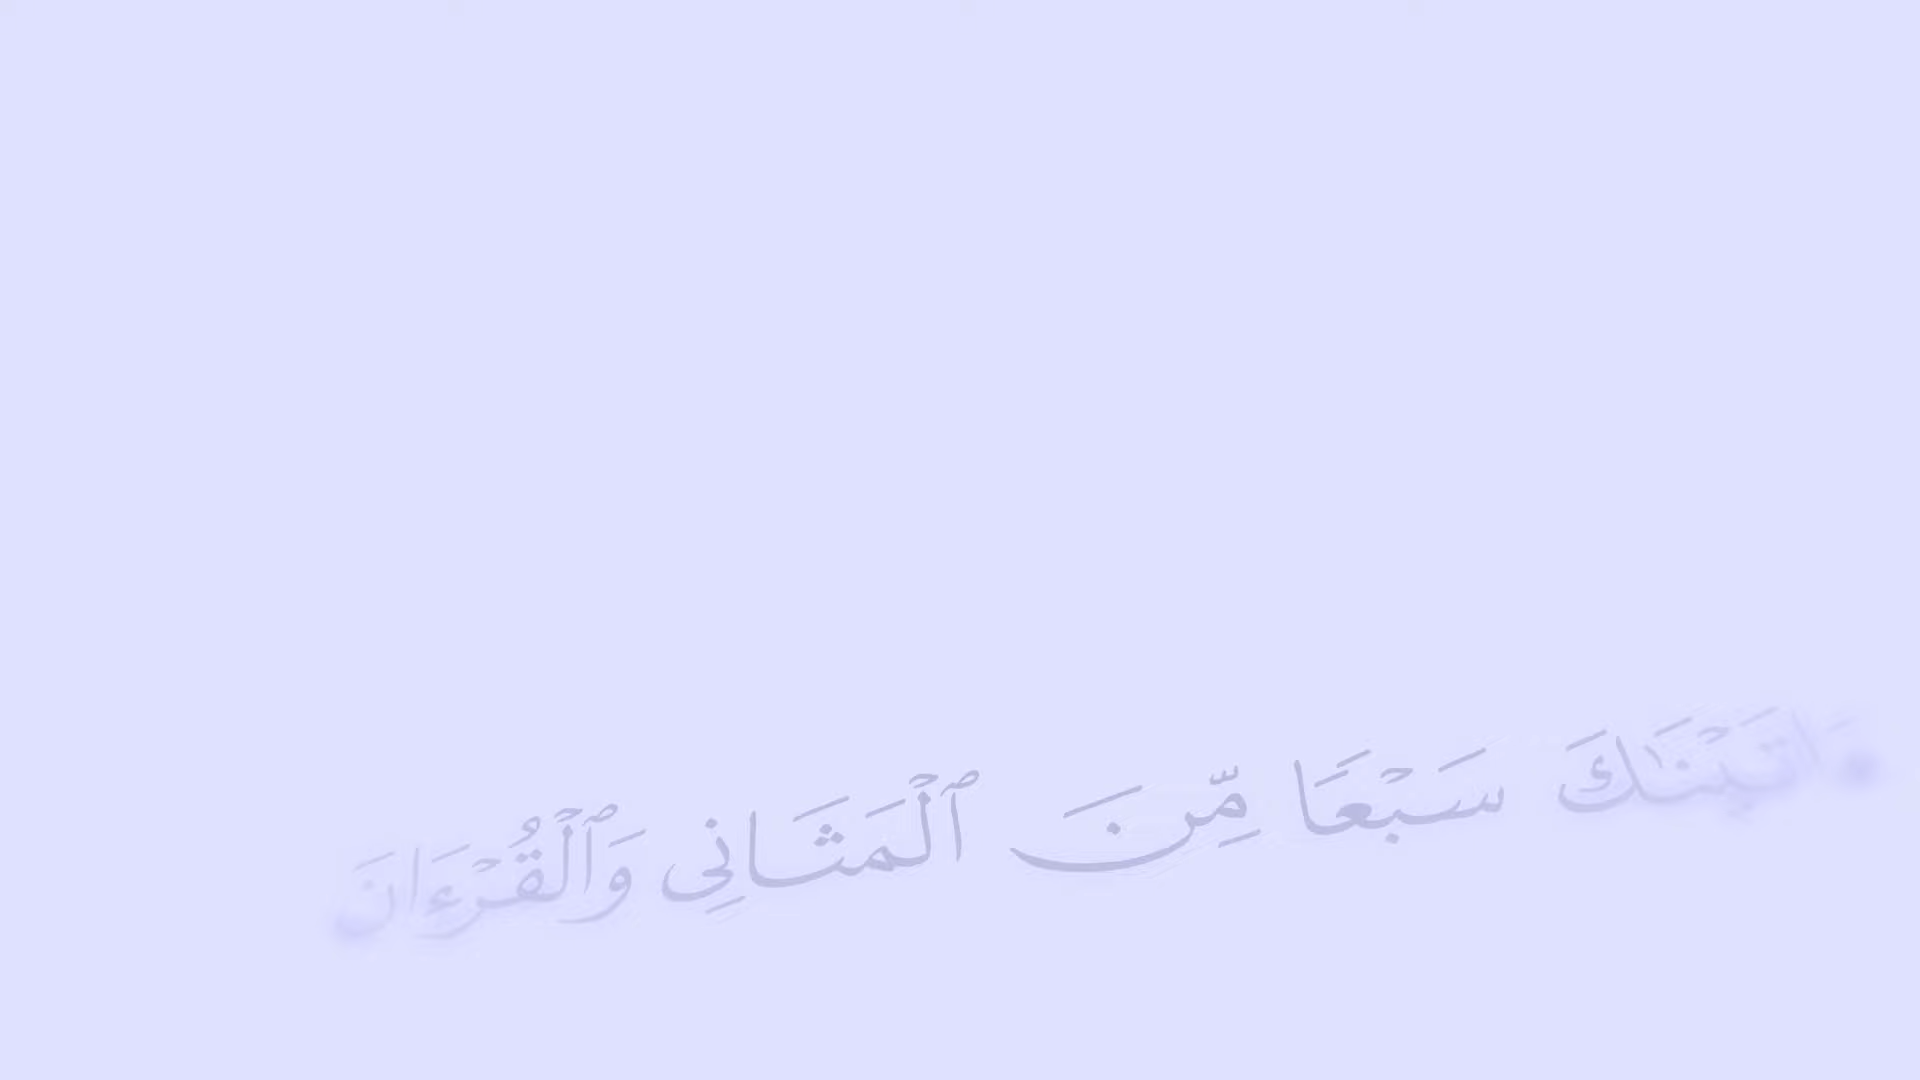 ءَاتَيْنَٰكَ سَبْعًا مِّنَ ٱلْمَثَانِي وَٱلْقُرْءَانَ